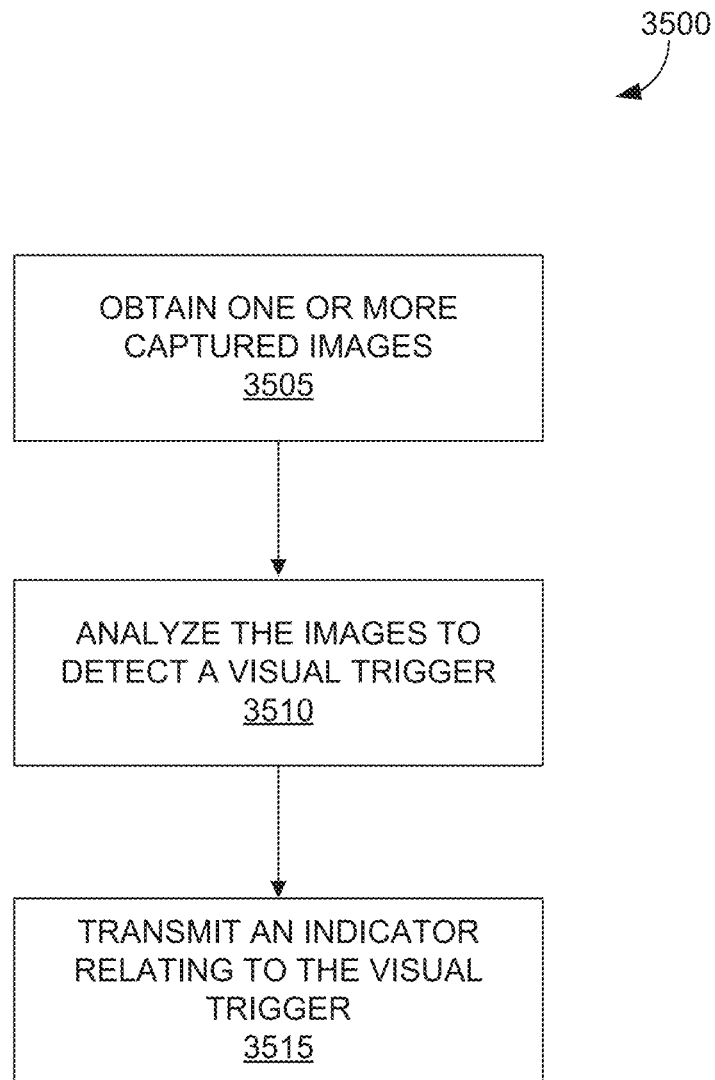 3500
OBTAIN ONE OR MORE
CAPTURED IMAGES
3505
ANALYZE THE IMAGES TO
DETECT A VISUAL TRIGGER
3510
TRANSMIT AN INDICATOR
RELATING TO THE VISUAL
TRIGGER
3515